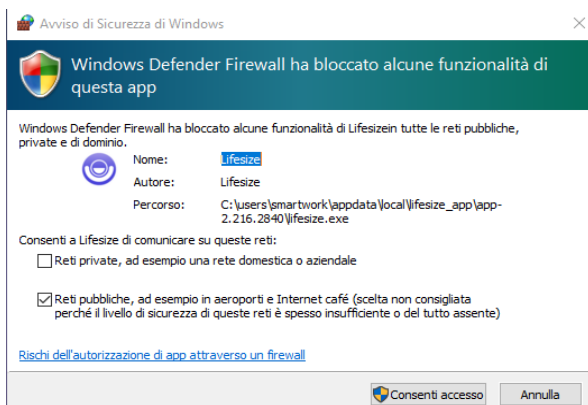 Avviso di Sicurezza di Windows
Windows Defender Firewall ha bloccato alcune funzionalità di
questa app
Windows Defender Firewall ha bloccato alcune funzionalità di Lifesizein tutte le reti pubbliche,
private e di dominio.
Nome: Lifesize
Autore: Lifesize
Percorso: C:\users\smartwork\appdata\local\lifesize_app\app-
2.216.2840\lifesize.exe
Consenti a Lifesize di comunicare su queste reti:
Reti private, ad esempio una rete domestica o aziendale
Reti pubbliche, ad esempio in aeroporti e Internet café (scelta non consigliata
perché il livello di sicurezza di queste reti è spesso insufficiente o del tutto assente)
Rischi dell'autorizzazione di app attraverso un firewall
Consenti accesso Annulla